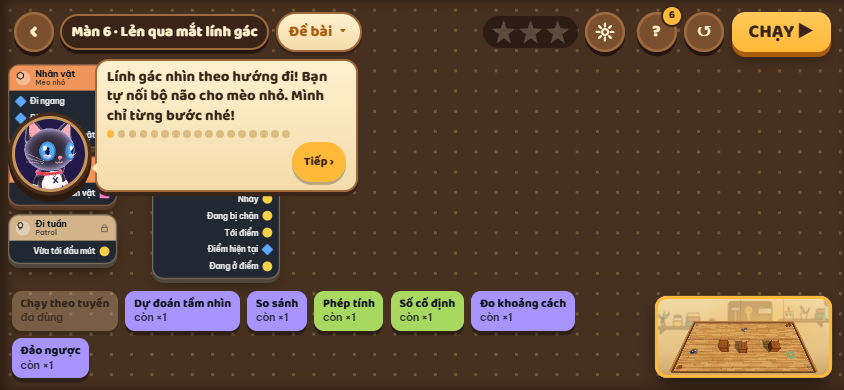 Màn 6 · Lẻn qua mắt lính gác
Đề bài
6
?
CHẠY
Nhân vật
Mèo nhỏ
Đi ngang
Lính gác nhìn theo hướng đi! Bạn
tự nối bộ não cho mèo nhỏ. Mình
chỉ từng bước nhé!
Tiếp ›
Đi tuần
Patrol
Vừa tới đầu mút
Nhảy
Đang bị chặn
Tới điểm
Điểm hiện tại
Đang ở điểm
Chạy theo tuyến
đã dùng
Dự đoán tầm nhìn
còn ×1
So sánh
còn ×1
Phép tính
còn ×1
Số cố định
còn ×1
Đo khoảng cách
còn ×1
Đảo ngược
còn ×1